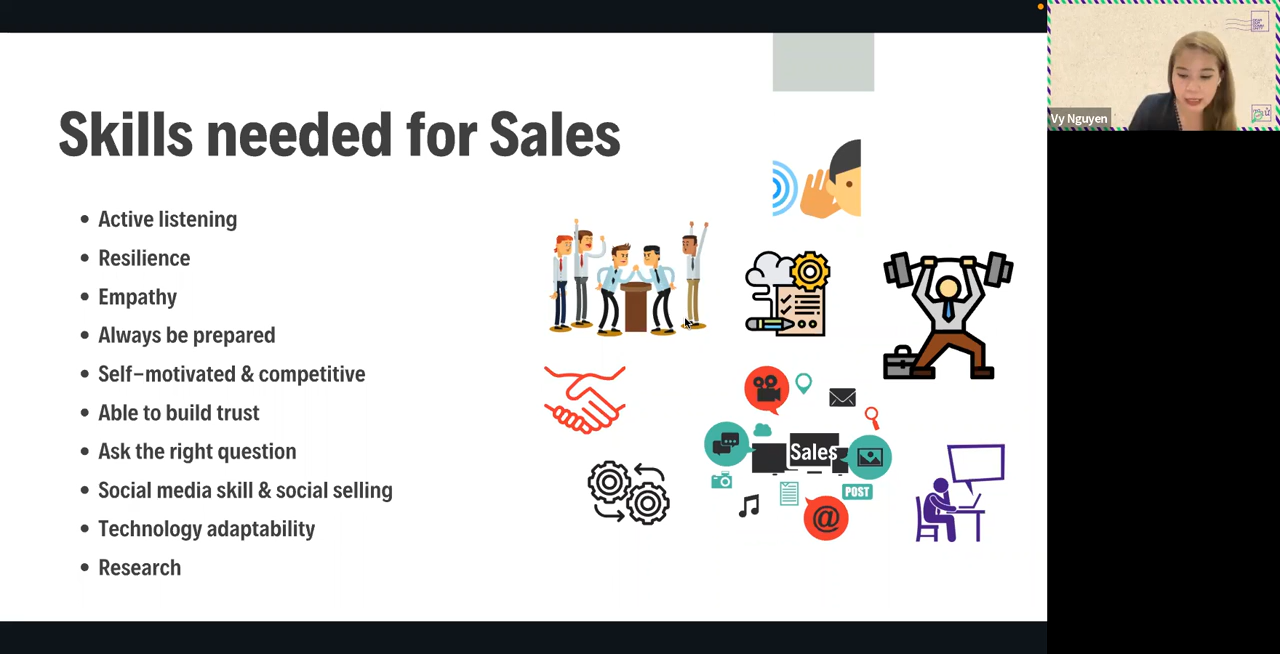 Skills needed for Sales
• Active listening
• Resilience
• Empathy
• Always be prepared
• Self-motivated & competitive
• Able to build trust
• Ask the right question
• Social media skill & social selling
• Technology adaptability
• Research
Sales
POST
@
Vy Nguyen